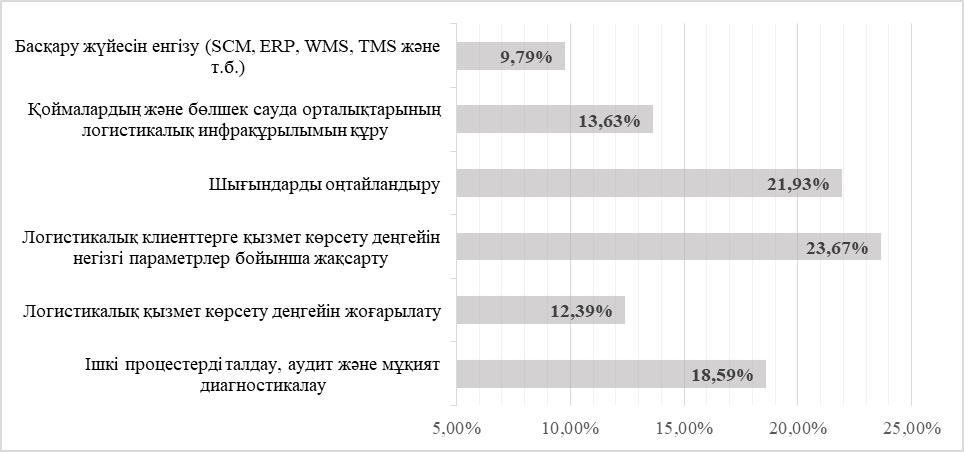 Басқару жүйесін енгізу (SCM, ERP, WMS, TMS және
т.б.)
9,79%
Қоймалардың және бөлшек сауда орталықтарының
логистикалық инфрақұрылымын құру
13,63%
Шығындарды оңтайландыру
21,93%
Логистикалық клиенттерге қызмет көрсету деңгейін
негізгі параметрлер бойынша жақсарту
23,67%
Логистикалық қызмет көрсету деңгейін жоғарылату
12,39%
Ішкі процестерді талдау, аудит және мұқият
диагностикалау
18,59%
5,00% 10,00% 15,00% 20,00% 25,00%